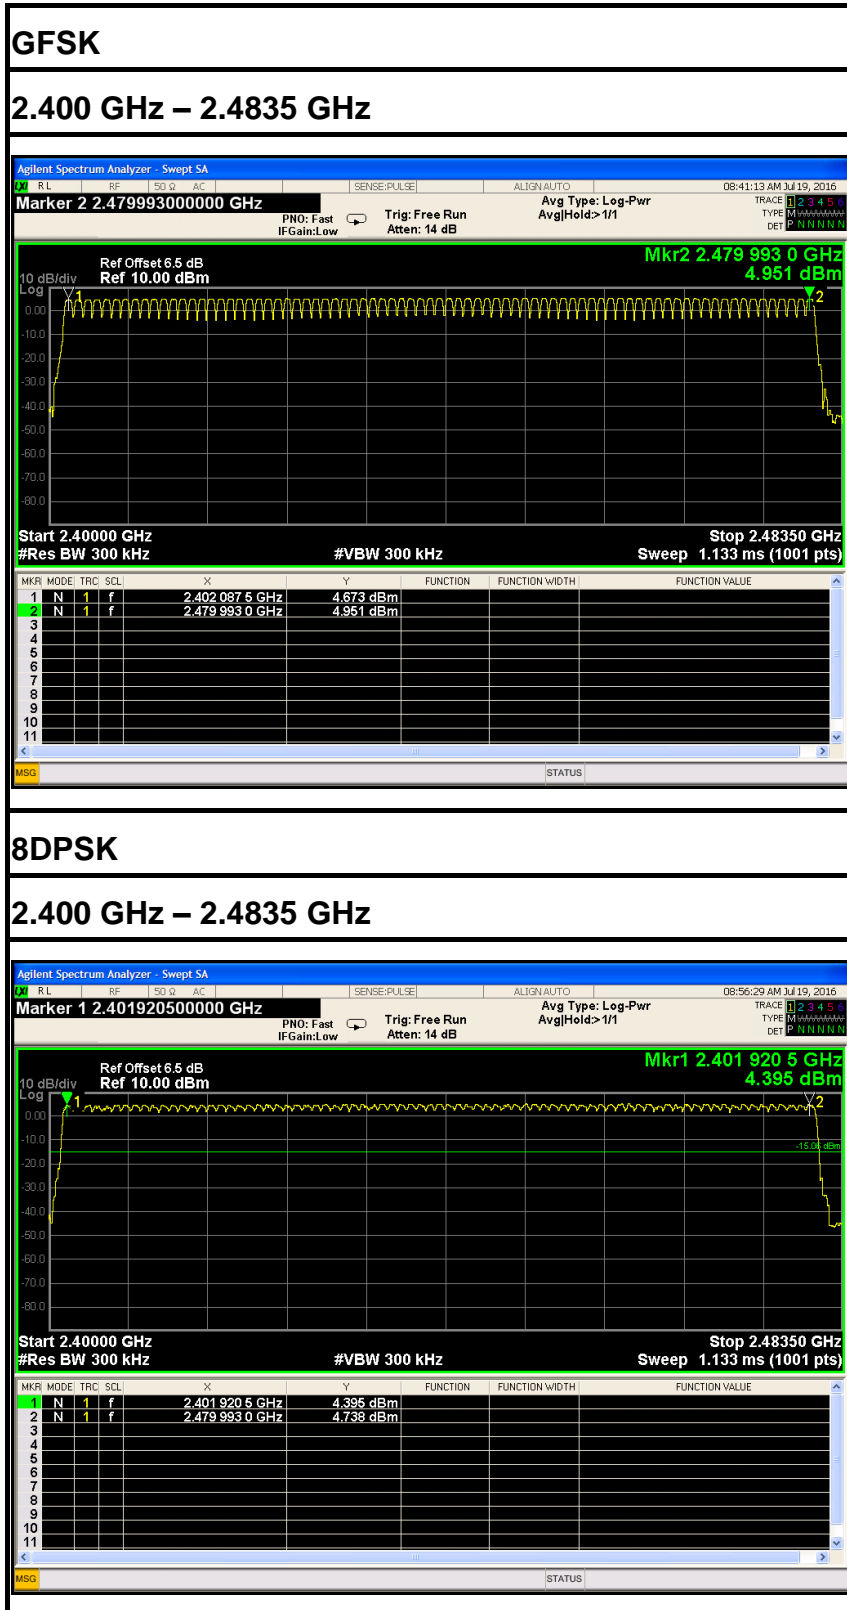 GFSK
2.400 GHz – 2.4835 GHz
Agilent Spectrum Analyzer - Swept SA
LXI RL RF 50 Ω AC SENSE:PULSE ALIGNAUTO 08:41:13 AM Jul 19, 2016
Marker 2 2.479993000000 GHz
PNO: Fast
IFGain:Low
Trig: Free Run
Atten: 14 dB
Avg Type: Log-Pwr
Avg|Hold:>1/1
TRACE 1 2 3 4 5 6
TYPE M
DET P N N N N N
Mkr2 2.479 993 0 GHz
4.951 dBm
Ref Offset 6.5 dB
10 dB/div Ref 10.00 dBm
Log
1
2
0.00
-10.0
-20.0
-30.0
-40.0
-50.0
-60.0
-70.0
-80.0
Start 2.40000 GHz Stop 2.48350 GHz
#Res BW 300 kHz #VBW 300 kHz Sweep 1.133 ms (1001 pts)
MKR MODE TRC SCL X Y FUNCTION FUNCTION WIDTH FUNCTION VALUE
1 N 1 f 2.402 087 5 GHz 4.673 dBm
2 N 1 f 2.479 993 0 GHz 4.951 dBm
3
4
5
6
7
8
9
10
11
MSG STATUS
8DPSK
2.400 GHz – 2.4835 GHz
Agilent Spectrum Analyzer - Swept SA
LXI RL RF 50 Ω AC SENSE:PULSE ALIGNAUTO 08:56:29 AM Jul 19, 2016
Marker 1 2.401920500000 GHz
PNO: Fast
IFGain:Low
Trig: Free Run
Atten: 14 dB
Avg Type: Log-Pwr
Avg|Hold:>1/1
TRACE 1 2 3 4 5 6
TYPE M
DET P N N N N N
Mkr1 2.401 920 5 GHz
4.395 dBm
Ref Offset 6.5 dB
10 dB/div Ref 10.00 dBm
Log
1
2
0.00
-10.0
-15.06 dBm
-20.0
-30.0
-40.0
-50.0
-60.0
-70.0
-80.0
Start 2.40000 GHz Stop 2.48350 GHz
#Res BW 300 kHz #VBW 300 kHz Sweep 1.133 ms (1001 pts)
MKR MODE TRC SCL X Y FUNCTION FUNCTION WIDTH FUNCTION VALUE
1 N 1 f 2.401 920 5 GHz 4.395 dBm
2 N 1 f 2.479 993 0 GHz 4.738 dBm
3
4
5
6
7
8
9
10
11
MSG STATUS